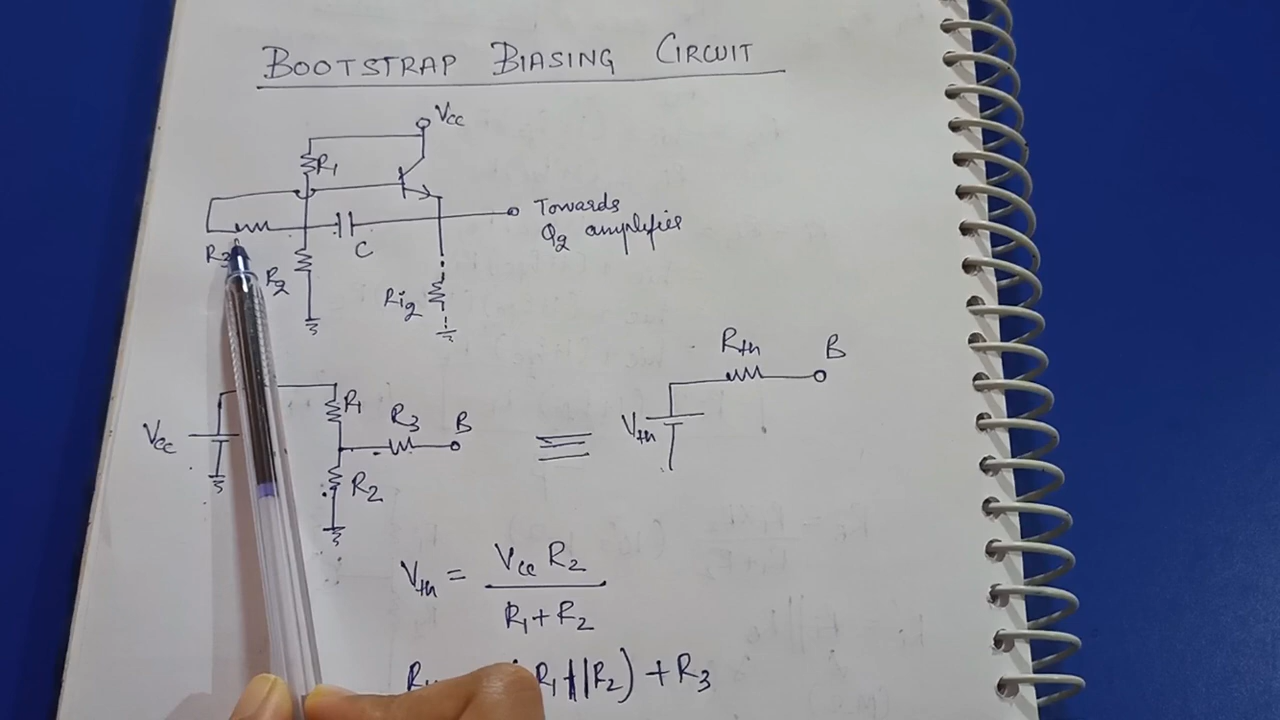 BOOTSTRAP BIASING CIRCUIT
Vcc
R1
R3
C
R2
Ri2
Towards
Q2 amplifier
Vcc
R1
R3
B
R2
≡
Vth
Rth
B
Vth = Vcc R2 / R1 + R2
R1 || R2) + R3